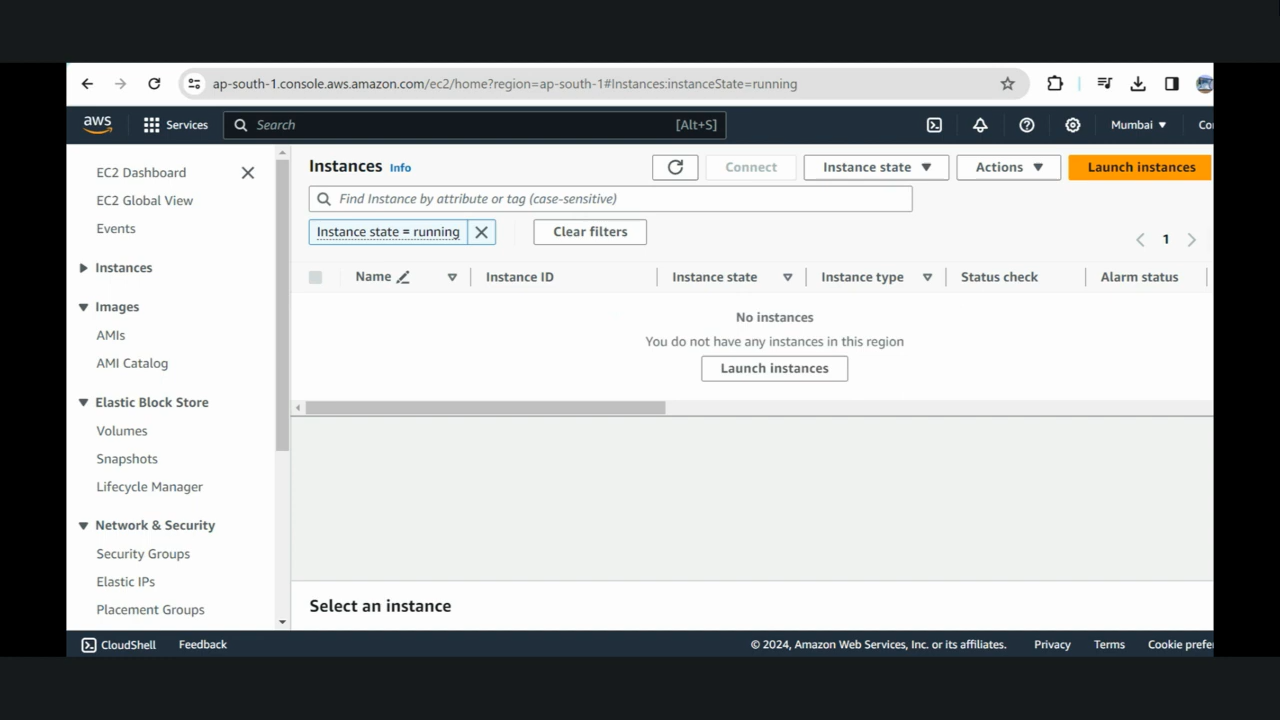 ap-south-1.console.aws.amazon.com/ec2/home?region=ap-south-1#Instances:instanceState=running
aws
Services
Search
[Alt+S]
Mumbai
EC2 Dashboard
EC2 Global View
Events
Instances
Images
AMIs
AMI Catalog
Elastic Block Store
Volumes
Snapshots
Lifecycle Manager
Network & Security
Security Groups
Elastic IPs
Placement Groups
Instances Info
Connect
Instance state
Actions
Launch instances
Find Instance by attribute or tag (case-sensitive)
Instance state = running
Clear filters
1
Name
Instance ID
Instance state
Instance type
Status check
Alarm status
No instances
You do not have any instances in this region
Launch instances
Select an instance
CloudShell
Feedback
© 2024, Amazon Web Services, Inc. or its affiliates.
Privacy
Terms
Cookie prefer